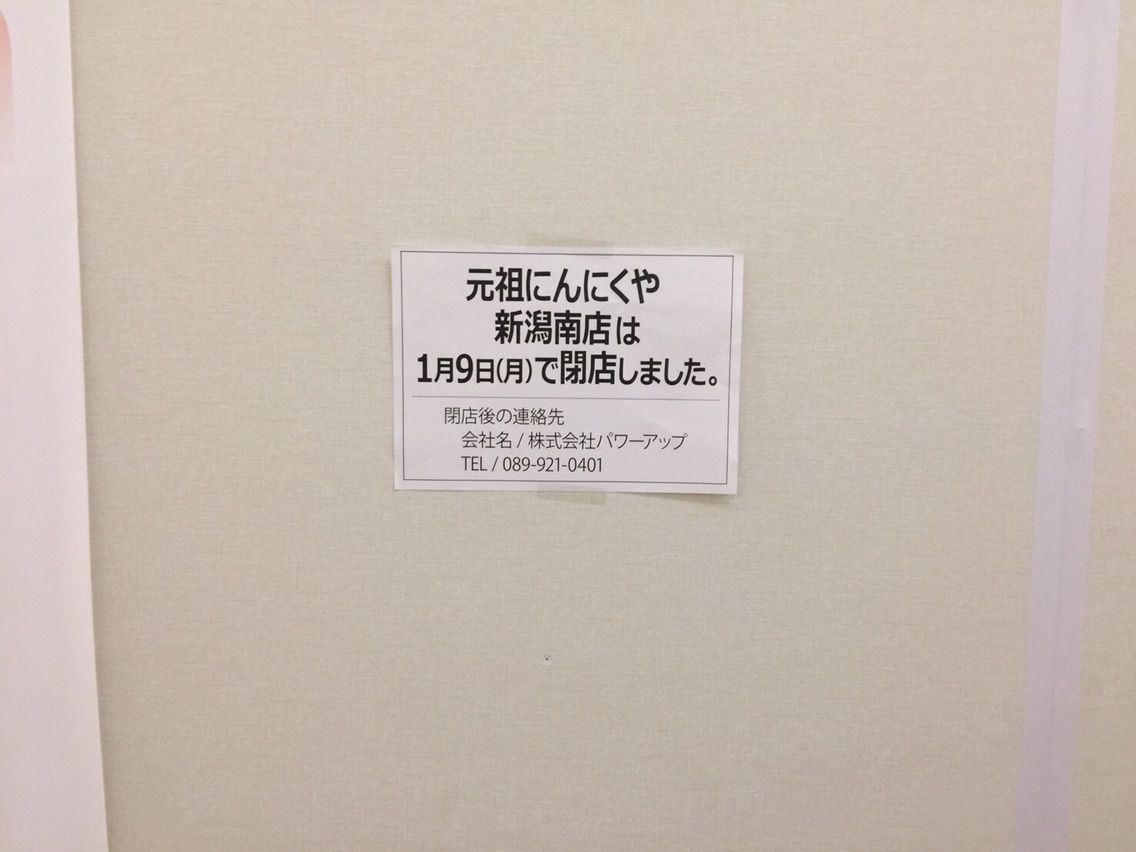 元祖にんにくや
新潟南店は
1月9日(月)で閉店しました。
閉店後の連絡先
会社名 / 株式会社パワーアップ
TEL / 089-921-0401